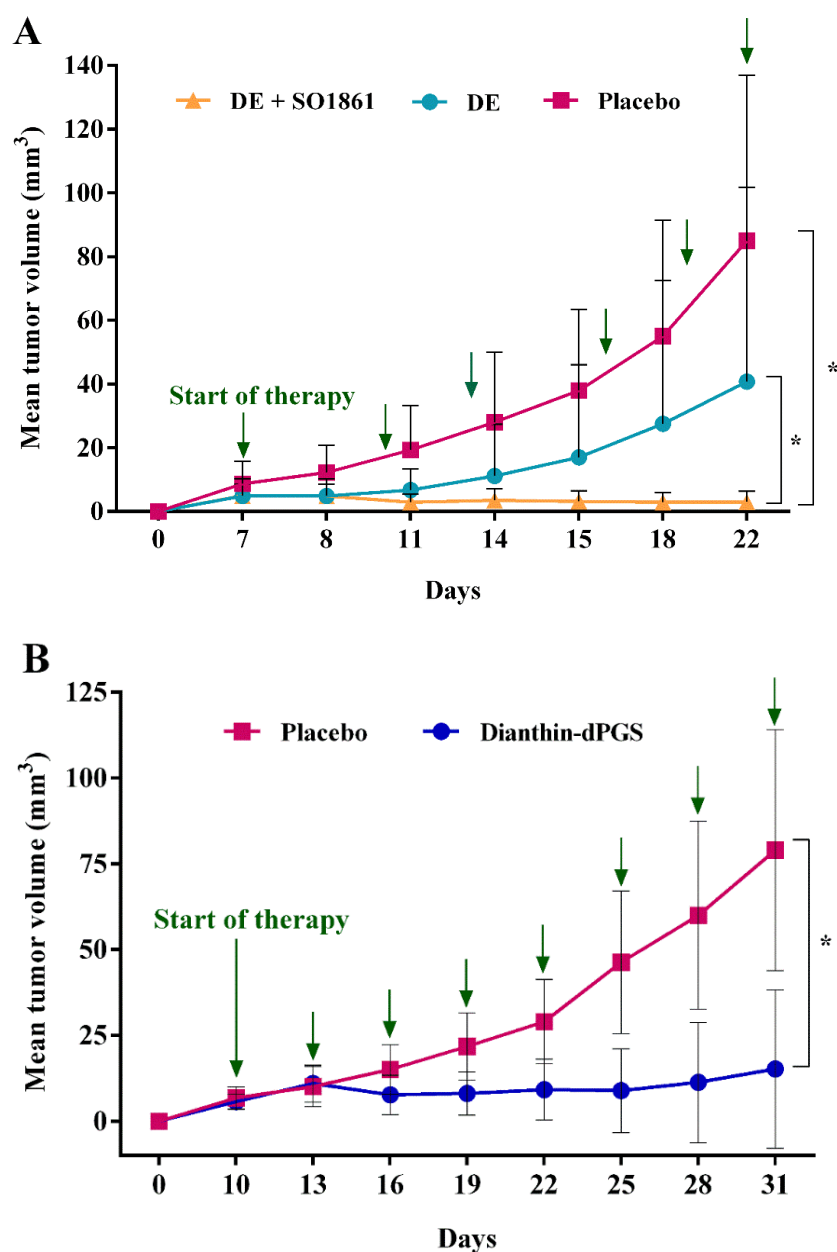 A
140
DE + SO1861 DE Placebo
120
100
80
60
40
20
0
Mean tumor volume (mm³)
Start of therapy
*
*
0 7 8 11 14 15 18 22
Days
B
125
Placebo Dianthin-dPGS
100
75
50
25
0
Mean tumor volume (mm³)
Start of therapy
*
0 10 13 16 19 22 25 28 31
Days